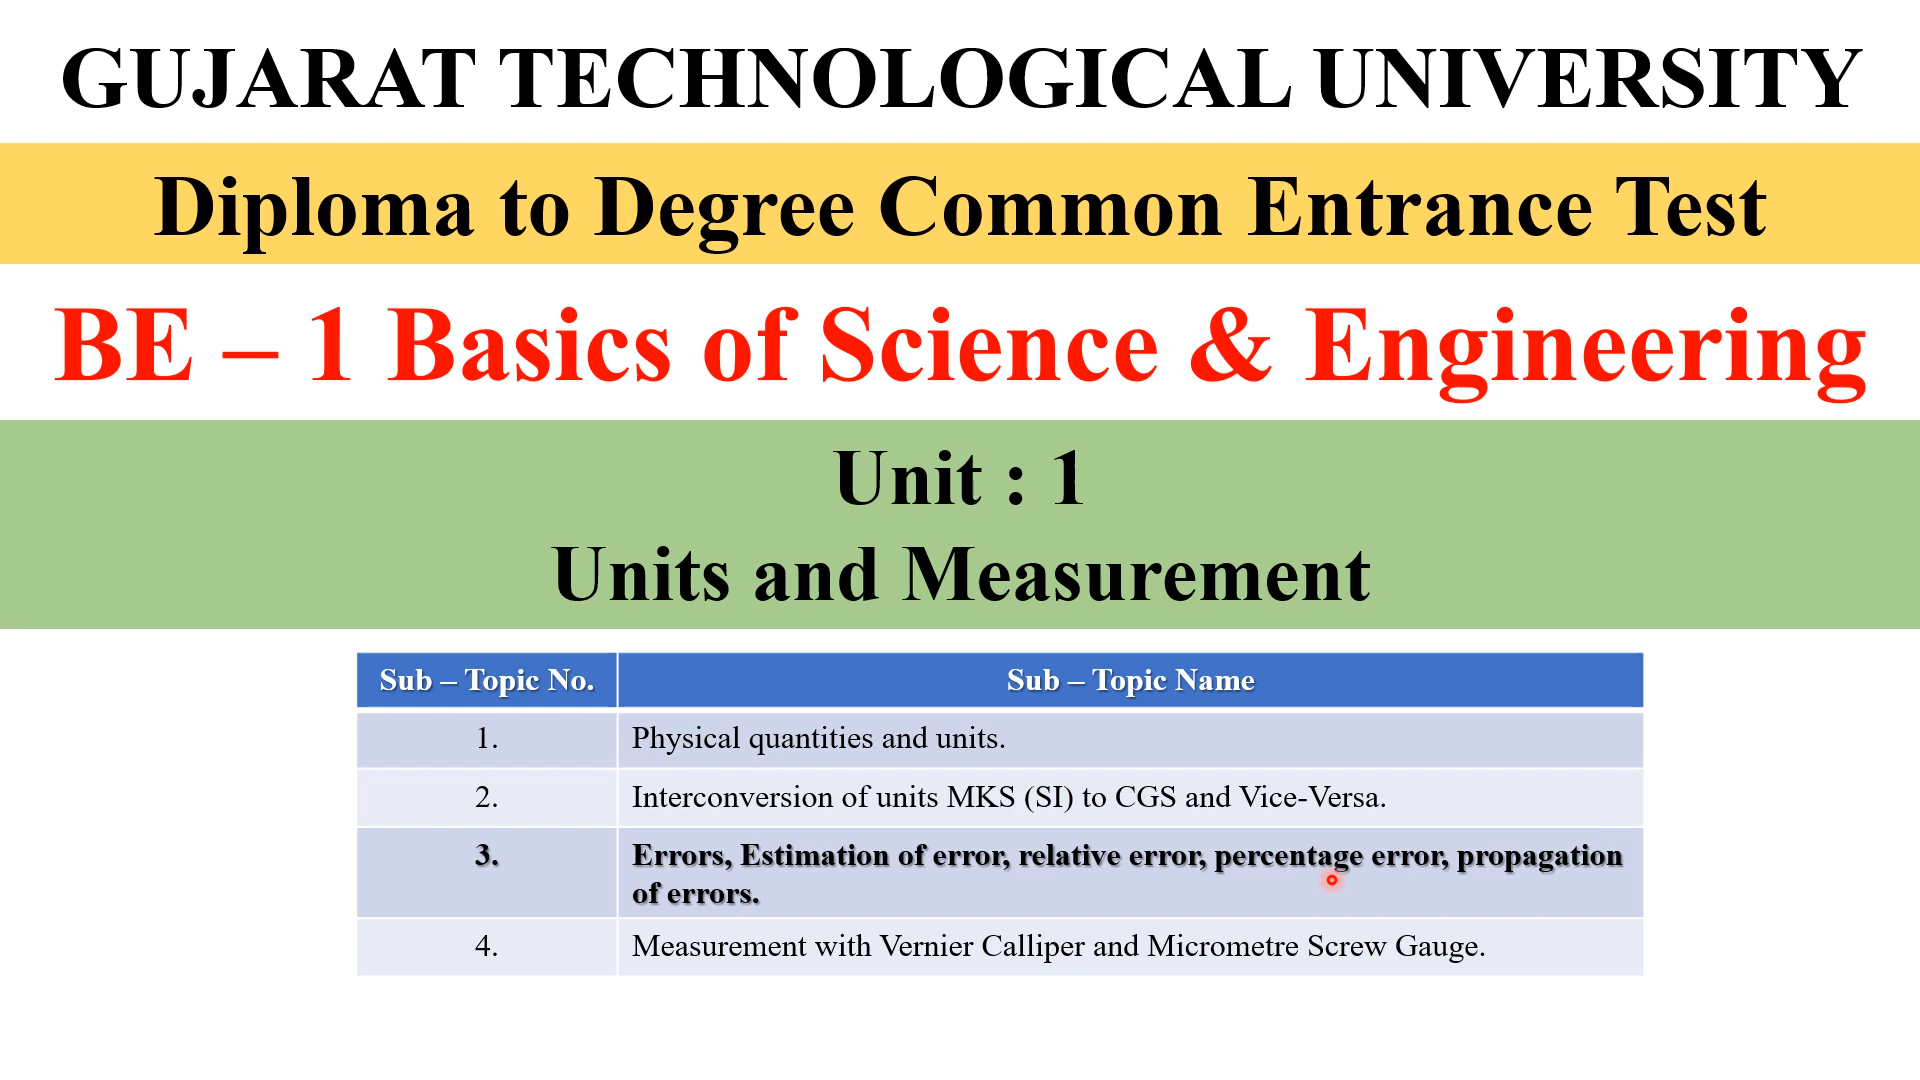 GUJARAT TECHNOLOGICAL UNIVERSITY
Diploma to Degree Common Entrance Test
BE – 1 Basics of Science & Engineering
Unit : 1
Units and Measurement
Sub – Topic No. Sub – Topic Name
1. Physical quantities and units.
2. Interconversion of units MKS (SI) to CGS and Vice-Versa.
3. Errors, Estimation of error, relative error, percentage error, propagation
of errors.
4. Measurement with Vernier Calliper and Micrometre Screw Gauge.